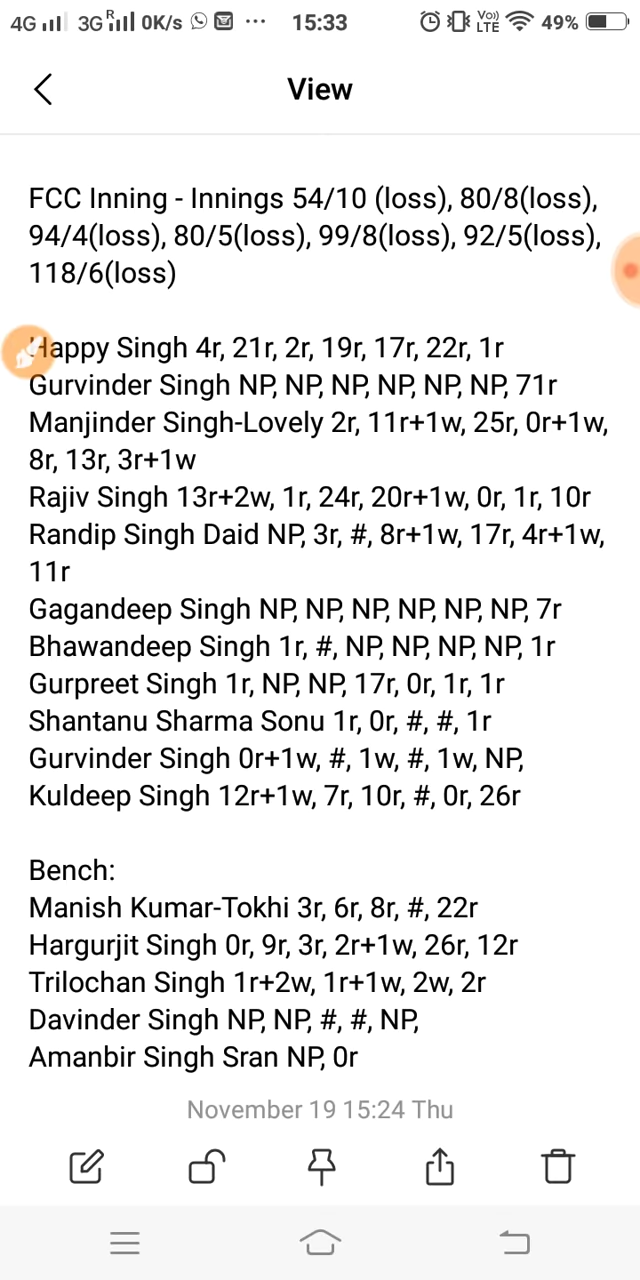 4G 3G R 0K/s ... 15:33 Vo) LTE 49%
View
FCC Inning - Innings 54/10 (loss), 80/8(loss),
94/4(loss), 80/5(loss), 99/8(loss), 92/5(loss),
118/6(loss)
Happy Singh 4r, 21r, 2r, 19r, 17r, 22r, 1r
Gurvinder Singh NP, NP, NP, NP, NP, NP, 71r
Manjinder Singh-Lovely 2r, 11r+1w, 25r, 0r+1w,
8r, 13r, 3r+1w
Rajiv Singh 13r+2w, 1r, 24r, 20r+1w, 0r, 1r, 10r
Randip Singh Daid NP, 3r, #, 8r+1w, 17r, 4r+1w,
11r
Gagandeep Singh NP, NP, NP, NP, NP, NP, 7r
Bhawandeep Singh 1r, #, NP, NP, NP, NP, 1r
Gurpreet Singh 1r, NP, NP, 17r, 0r, 1r, 1r
Shantanu Sharma Sonu 1r, 0r, #, #, 1r
Gurvinder Singh 0r+1w, #, 1w, #, 1w, NP,
Kuldeep Singh 12r+1w, 7r, 10r, #, 0r, 26r
Bench:
Manish Kumar-Tokhi 3r, 6r, 8r, #, 22r
Hargurjit Singh 0r, 9r, 3r, 2r+1w, 26r, 12r
Trilochan Singh 1r+2w, 1r+1w, 2w, 2r
Davinder Singh NP, NP, #, #, NP,
Amanbir Singh Sran NP, 0r
November 19 15:24 Thu